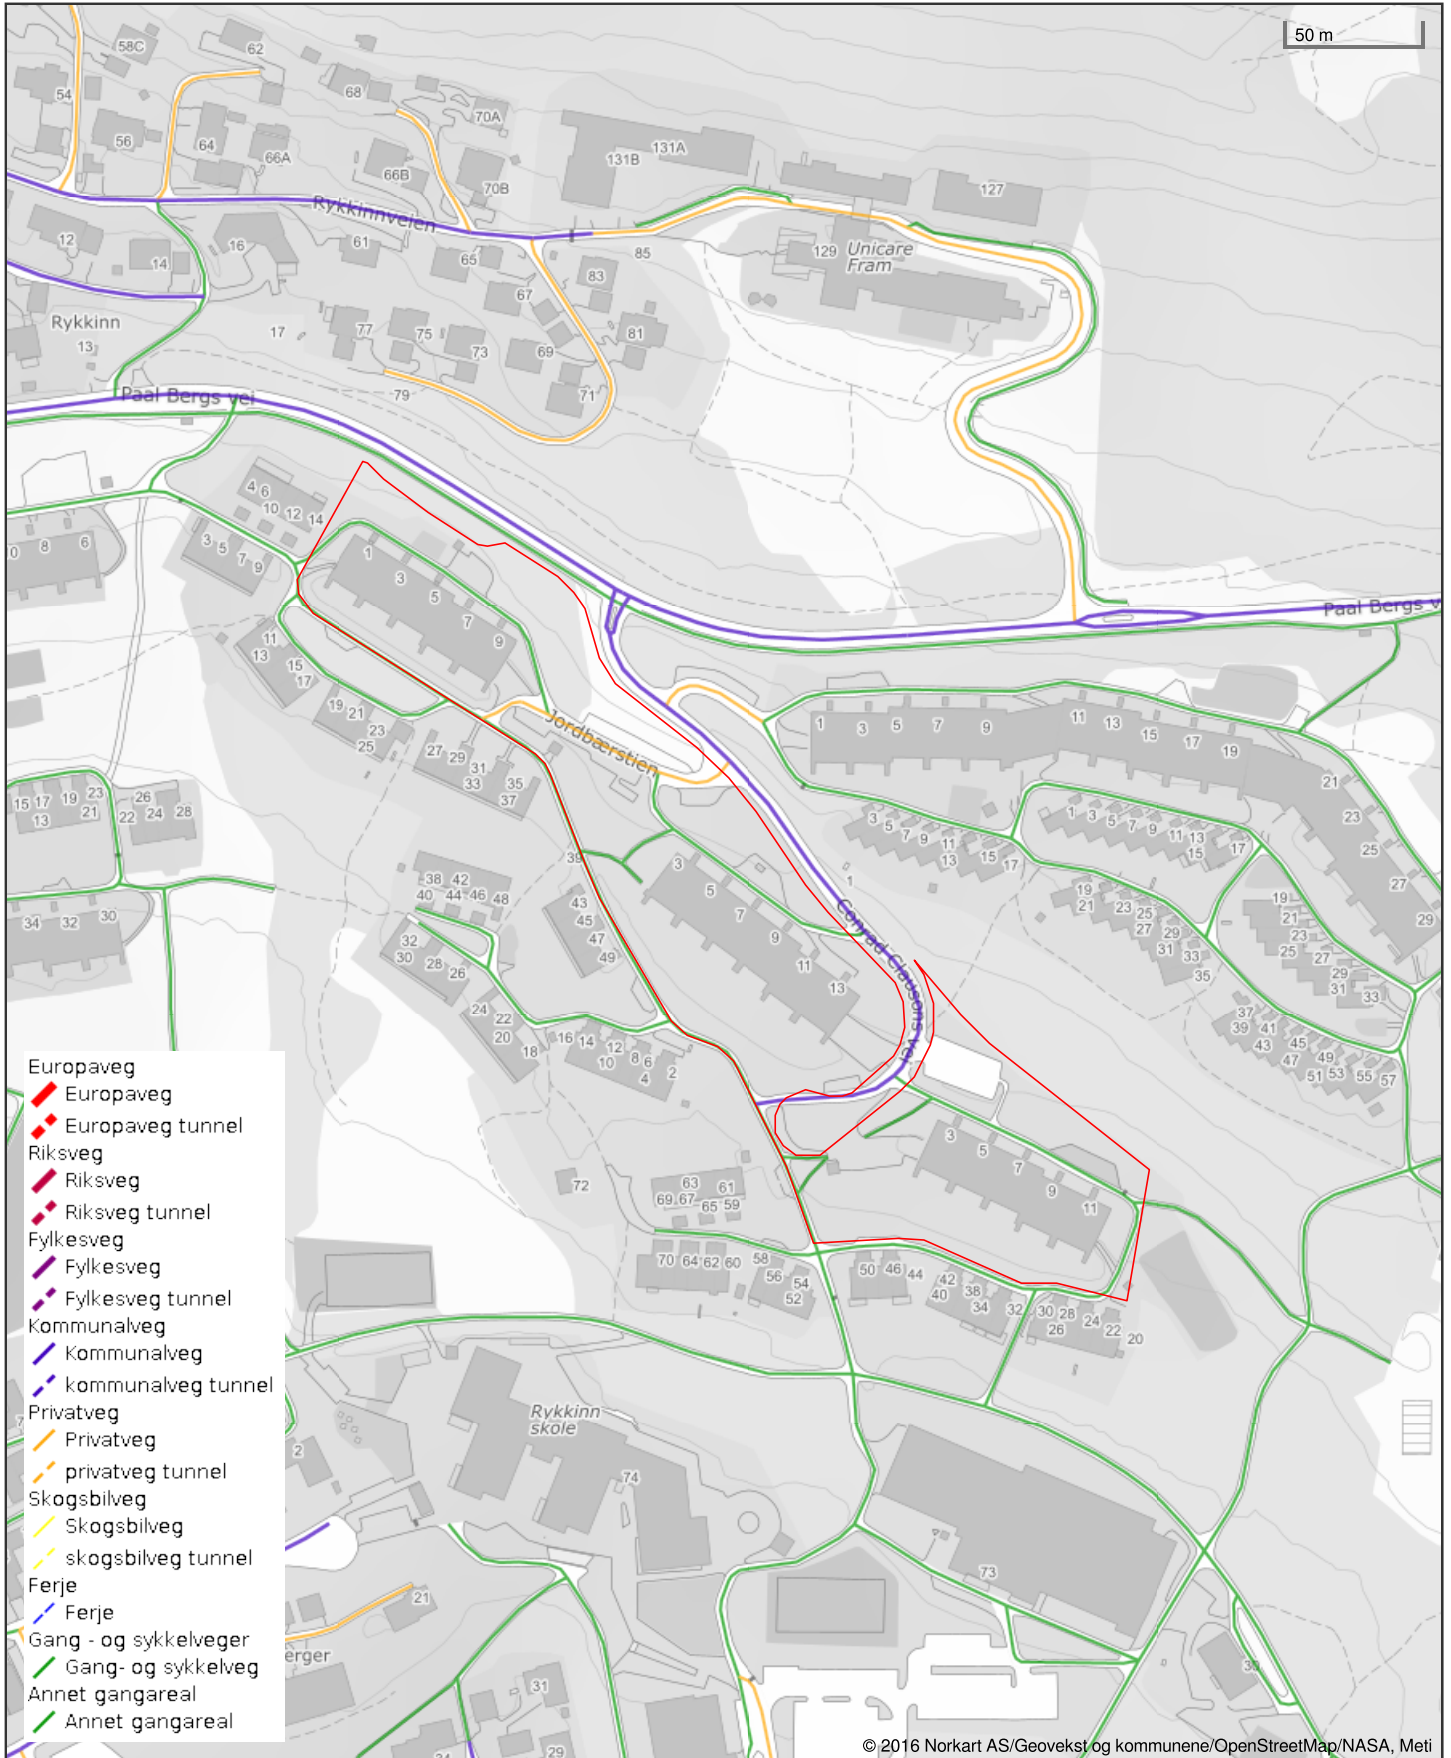 50 m
58C
62
54
68
70A
56
64
66A
131A
131B
66B
70B
127
Rykkinnveien
12
16
61
14
65
85
129
Unicare
Fram
83
67
Rykkinn
13
17
77
75
81
73
69
79
71
Paal Bergs vei
4 6
10 12 14
8 6
3 5 7 9
1
3
5
7
9
Paal Bergs v
11
13
15
17
19 21
23
25
27 29 31
33
35
37
Jordbærstien
1 3 5 7 9
11 13 15 17 19
21
23
25
27
29
15 17 19 23
13 21
22 26 24 28
3 5 7 9 11
13 15 17
1 3 5 7 9 11 13
15 17
39
38 42
40 44 46 48
3
5
7
9
11
13
1
43
45
47
49
19
21
23 25
27
29
31 33
35
19
21
23
25 27
29
31 33
34 32 30
32
30 28 26
24
22
20
18
16 14 12
10 8 6
4 2
Conrad Clausons vei
37
39 41
43 45
47 49
51 53 55 57
3
5
7
9
11
72
63 61
69 67 65 59
70 64 62 60
58
56 54
52
50 46 44
42
40 38
34
32 30 28
26 24 22 20
Rykkinn
skole
74
2
73
21
31
29
30
Europaveg
Europaveg
Europaveg tunnel
Riksveg
Riksveg
Riksveg tunnel
Fylkesveg
Fylkesveg
Fylkesveg tunnel
Kommunalveg
Kommunalveg
kommunalveg tunnel
Privatveg
Privatveg
privatveg tunnel
Skogsbilveg
Skogsbilveg
skogsbilveg tunnel
Ferje
Ferje
Gang - og sykkelveger
Gang- og sykkelveg
Annet gangareal
Annet gangareal
© 2016 Norkart AS/Geovekst og kommunene/OpenStreetMap/NASA, Meti